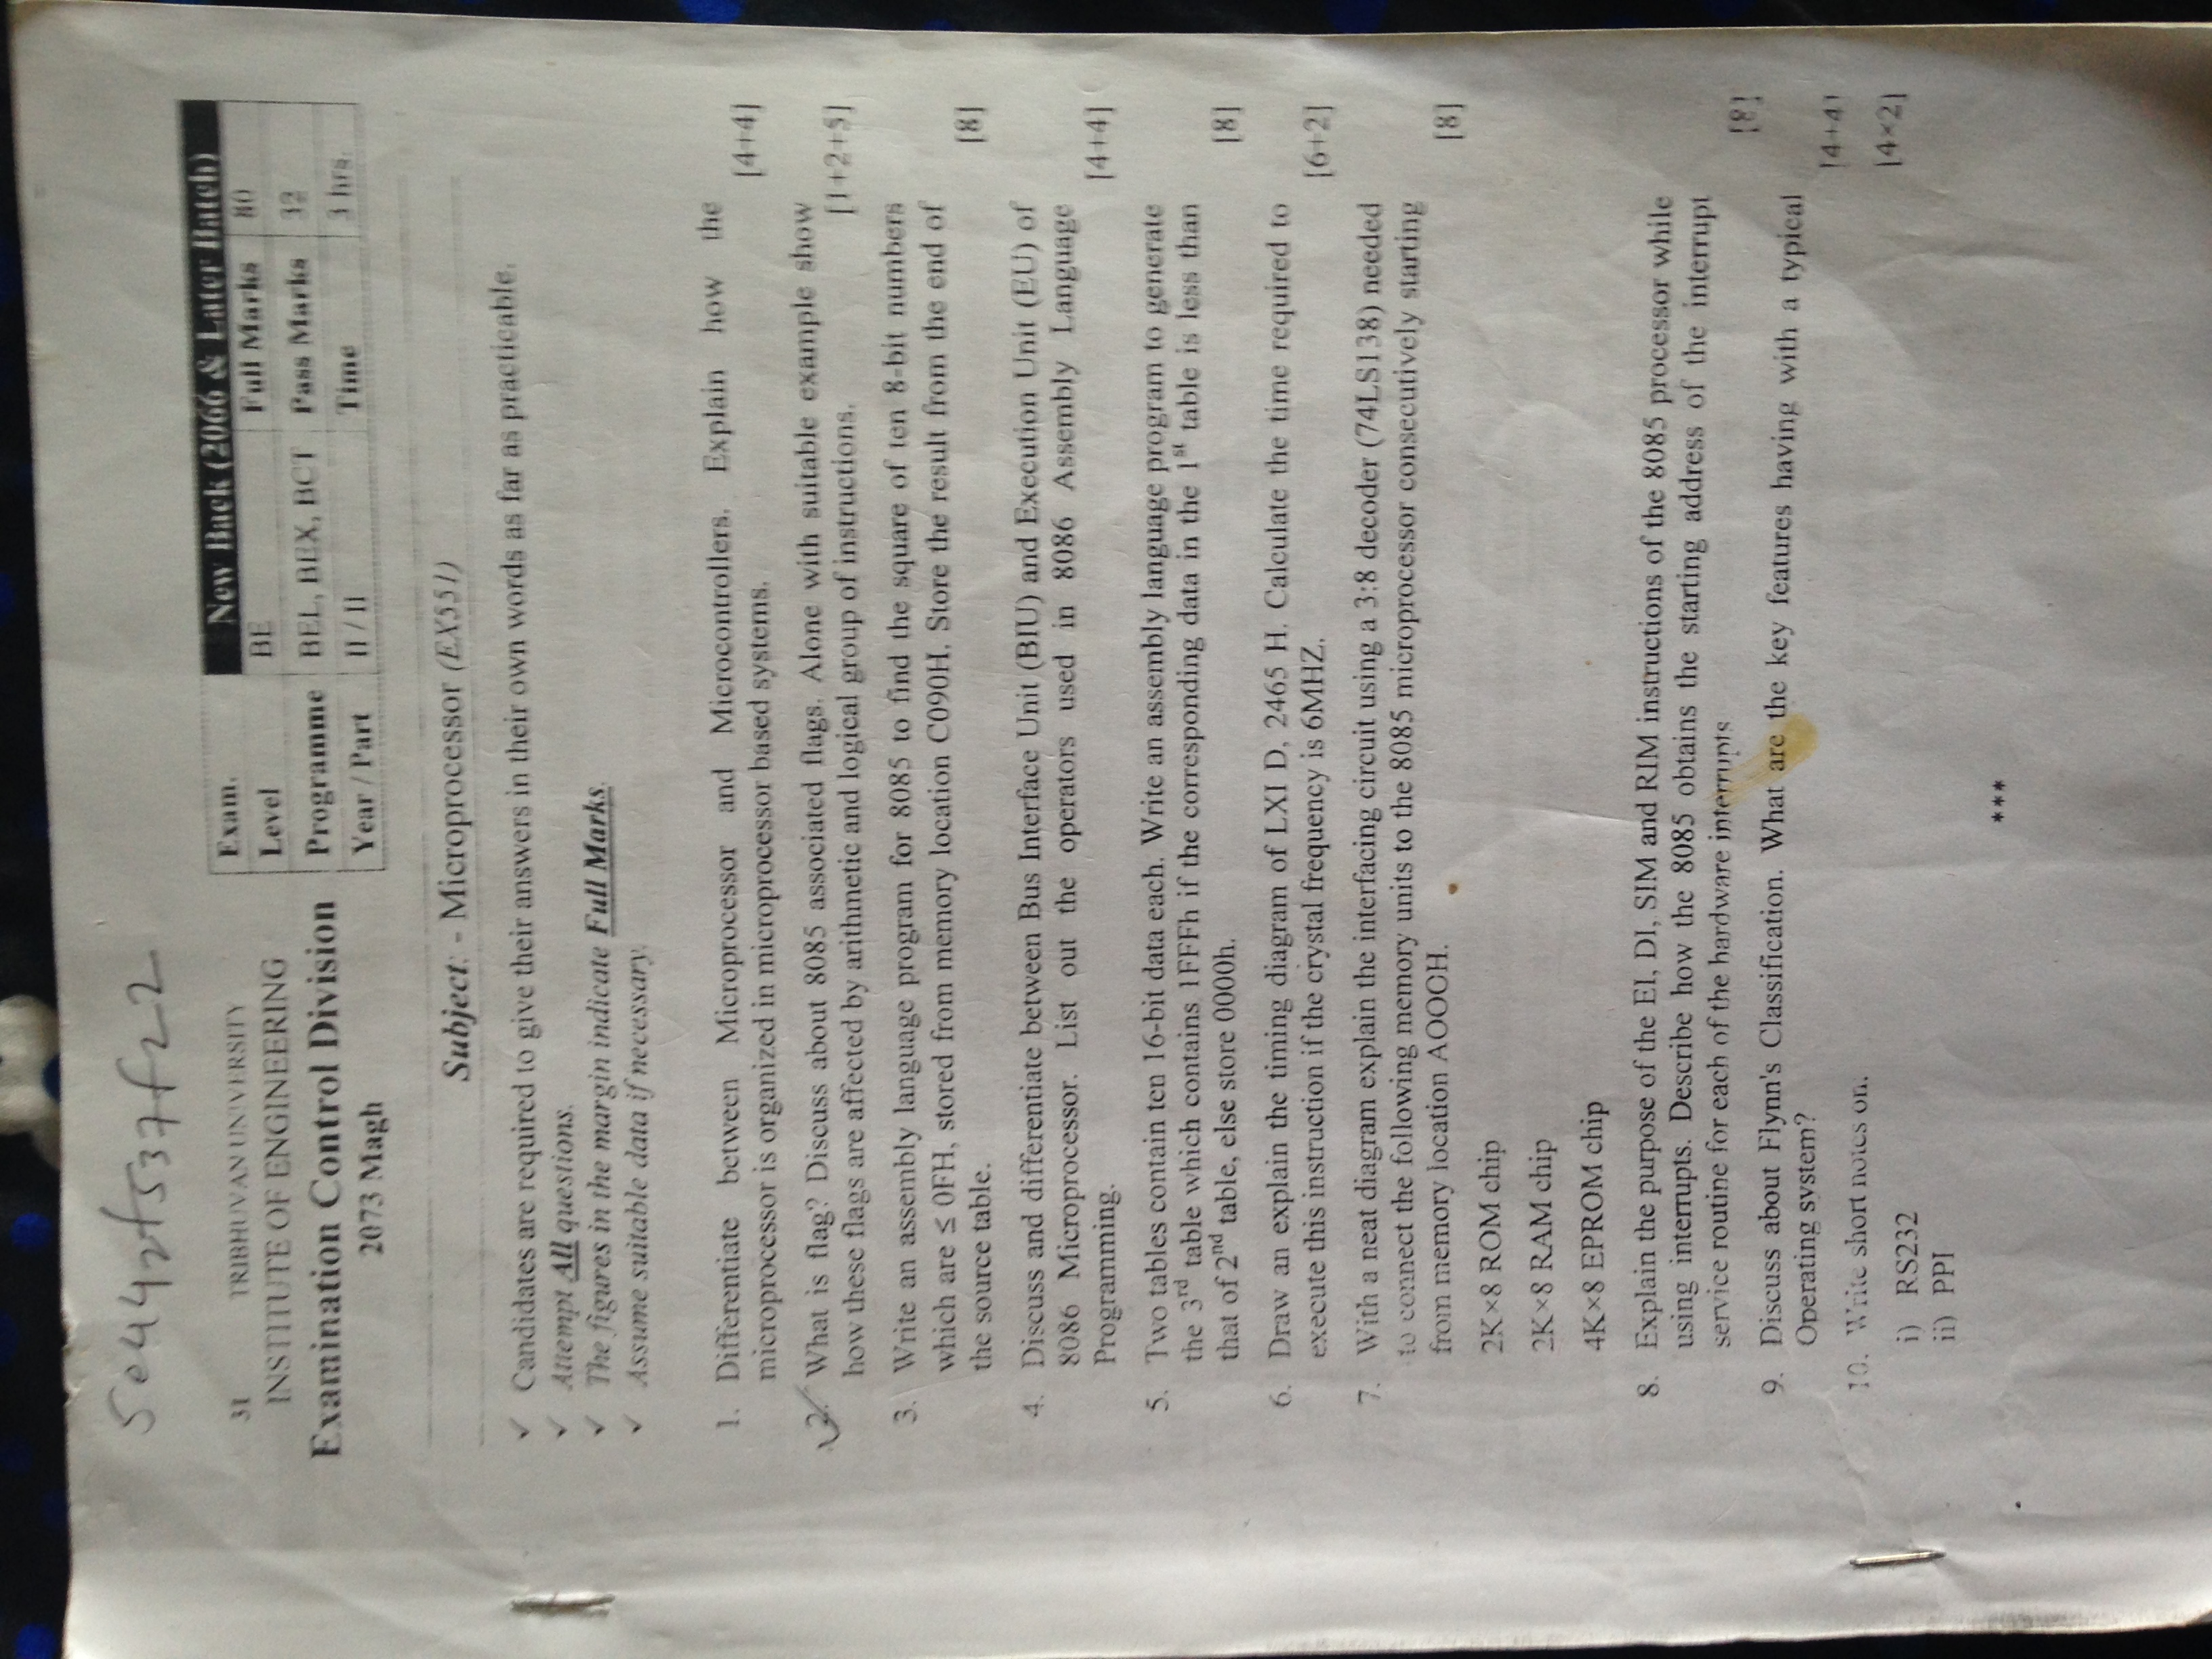 31 TRIBHUVAN UNIVERSITY
INSTITUTE OF ENGINEERING
Examination Control Division
2073 Magh
Exam. New Back (2066 & Later Batch)
Level BE Full Marks 80
Programme BEL, BEX, BCT Pass Marks 32
Year / Part II / II Time 3 hrs.
Subject: - Microprocessor (EX551)
✓ Candidates are required to give their answers in their own words as far as practicable.
✓ Attempt All questions.
✓ The figures in the margin indicate Full Marks.
✓ Assume suitable data if necessary.
1. Differentiate between Microprocessor and Microcontrollers. Explain how the
microprocessor is organized in microprocessor based systems. [4+4]
2. What is flag? Discuss about 8085 associated flags. Alone with suitable example show
how these flags are affected by arithmetic and logical group of instructions. [1+2+5]
3. Write an assembly language program for 8085 to find the square of ten 8-bit numbers
which are ≤ 0FH, stored from memory location C090H. Store the result from the end of
the source table. [8]
4. Discuss and differentiate between Bus Interface Unit (BIU) and Execution Unit (EU) of
8086 Microprocessor. List out the operators used in 8086 Assembly Language
Programming. [4+4]
5. Two tables contain ten 16-bit data each. Write an assembly language program to generate
the 3rd table which contains 1FFFh if the corresponding data in the 1st table is less than
that of 2nd table, else store 0000h. [8]
6. Draw an explain the timing diagram of LXI D, 2465 H. Calculate the time required to
execute this instruction if the crystal frequency is 6MHZ. [6+2]
7. With a neat diagram explain the interfacing circuit using a 3:8 decoder (74LS138) needed
to connect the following memory units to the 8085 microprocessor consecutively starting
from memory location AOOOH. [8]
2K×8 ROM chip
2K×8 RAM chip
4K×8 EPROM chip
8. Explain the purpose of the EI, DI, SIM and RIM instructions of the 8085 processor while
using interrupts. Describe how the 8085 obtains the starting address of the interrupt
service routine for each of the hardware interrupts [8]
9. Discuss about Flynn's Classification. What are the key features having with a typical
Operating system? [4+4]
10. Write short notes on: [4×2]
i) RS232
ii) PPI
***